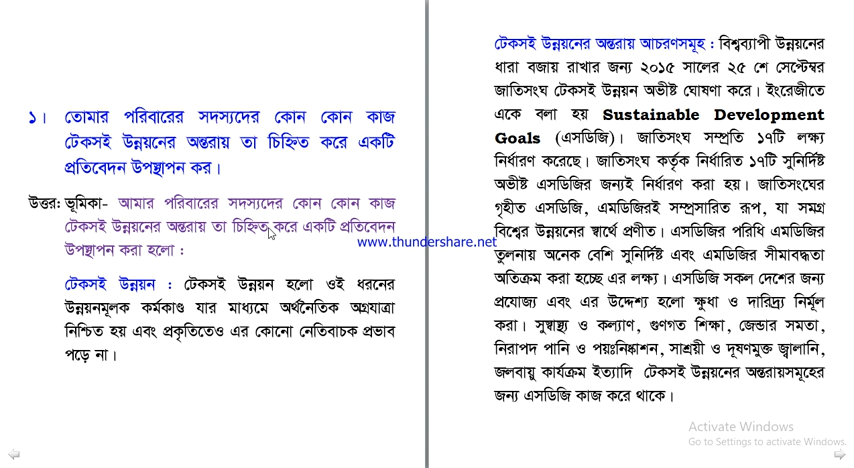 ১। তোমার পরিবারের সদস্যদের কোন কোন কাজ
টেকসই উন্নয়নের অন্তরায় তা চিহ্নিত করে একটি
প্রতিবেদন উপস্থাপন কর।
উত্তর: ভূমিকা- আমার পরিবারের সদস্যদের কোন কোন কাজ
টেকসই উন্নয়নের অন্তরায় তা চিহ্নিত করে একটি প্রতিবেদন
উপস্থাপন করা হলো :
www.thundershare.net
টেকসই উন্নয়ন : টেকসই উন্নয়ন হলো ওই ধরনের
উন্নয়নমূলক কর্মকাণ্ড যার মাধ্যমে অর্থনৈতিক অগ্রযাত্রা
নিশ্চিত হয় এবং প্রকৃতিতেও এর কোনো নেতিবাচক প্রভাব
পড়ে না।
টেকসই উন্নয়নের অন্তরায় আচরণসমূহ : বিশ্বব্যাপী উন্নয়নের
ধারা বজায় রাখার জন্য ২০১৫ সালের ২৫ শে সেপ্টেম্বর
জাতিসংঘ টেকসই উন্নয়ন অভীষ্ট ঘোষণা করে। ইংরেজীতে
একে বলা হয় Sustainable Development
Goals (এসডিজি)। জাতিসংঘ সম্প্রতি ১৭টি লক্ষ্য
নির্ধারণ করেছে। জাতিসংঘ কর্তৃক নির্ধারিত ১৭টি সুনির্দিষ্ট
অভীষ্ট এসডিজির জন্যই নির্ধারণ করা হয়। জাতিসংঘের
গৃহীত এসডিজি, এমডিজিরই সম্প্রসারিত রূপ, যা সমগ্র
বিশ্বের উন্নয়নের স্বার্থে প্রণীত। এসডিজির পরিধি এমডিজির
তুলনায় অনেক বেশি সুনির্দিষ্ট এবং এমডিজির সীমাবদ্ধতা
অতিক্রম করা হচ্ছে এর লক্ষ্য। এসডিজি সকল দেশের জন্য
প্রযোজ্য এবং এর উদ্দেশ্য হলো ক্ষুধা ও দারিদ্র্য নির্মূল
করা। সুস্বাস্থ্য ও কল্যাণ, গুণগত শিক্ষা, জেন্ডার সমতা,
নিরাপদ পানি ও পয়ঃনিষ্কাশন, সাশ্রয়ী ও দূষণমুক্ত জ্বালানি,
জলবায়ু কার্যক্রম ইত্যাদি টেকসই উন্নয়নের অন্তরায়সমূহের
জন্য এসডিজি কাজ করে থাকে।
Activate Windows
Go to Settings to activate Windows.